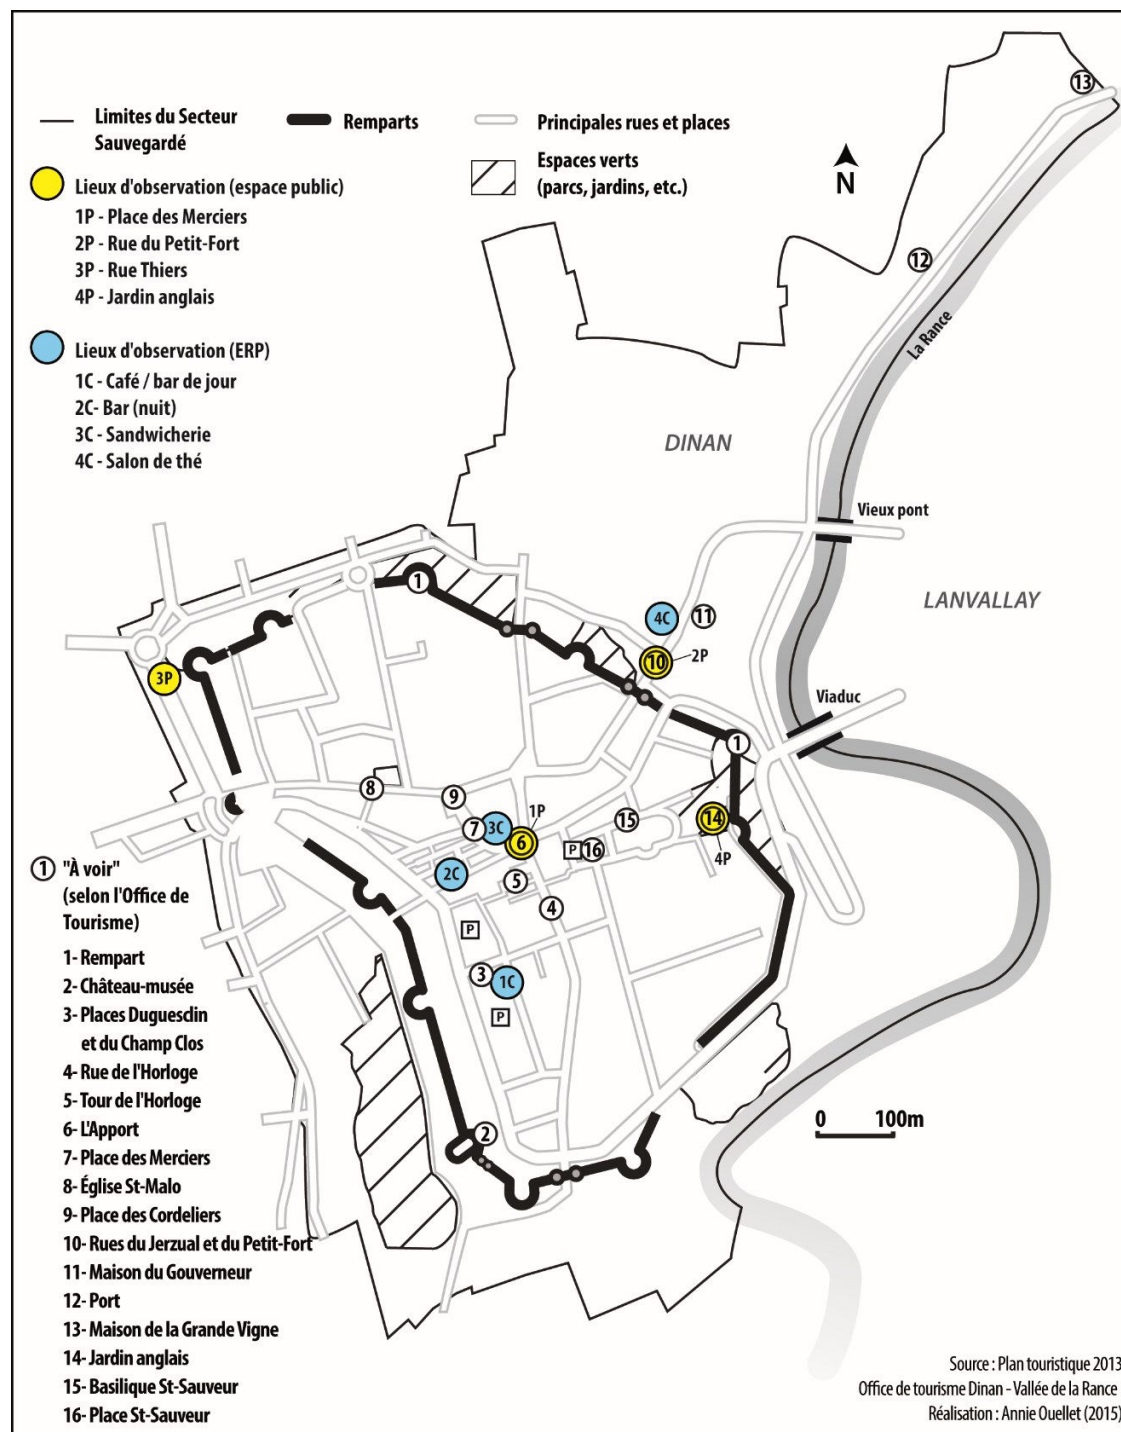 Limites du Secteur
Sauvegardé
Remparts
Principales rues et places
Espaces verts
(parcs, jardins, etc.)
N
Lieux d'observation (espace public)
1P - Place des Merciers
2P - Rue du Petit-Fort
3P - Rue Thiers
4P - Jardin anglais
Lieux d'observation (ERP)
1C - Café / bar de jour
2C- Bar (nuit)
3C - Sandwicherie
4C - Salon de thé
13
12
La Rance
DINAN
Vieux pont
LANVALLAY
1
4C
11
10
2P
3P
Viaduc
1
8
9
1P
7
3C
6
15
14
4P
P
16
2C
5
4
P
3
1C
P
2
0 100m
1 "À voir"
(selon l'Office de
Tourisme)
1- Rempart
2- Château-musée
3- Places Duguesclin
et du Champ Clos
4- Rue de l'Horloge
5- Tour de l'Horloge
6- L'Apport
7- Place des Merciers
8- Église St-Malo
9- Place des Cordeliers
10- Rues du Jerzual et du Petit-Fort
11- Maison du Gouverneur
12- Port
13- Maison de la Grande Vigne
14- Jardin anglais
15- Basilique St-Sauveur
16- Place St-Sauveur
Source : Plan touristique 2013
Office de tourisme Dinan - Vallée de la Rance
Réalisation : Annie Ouellet (2015)